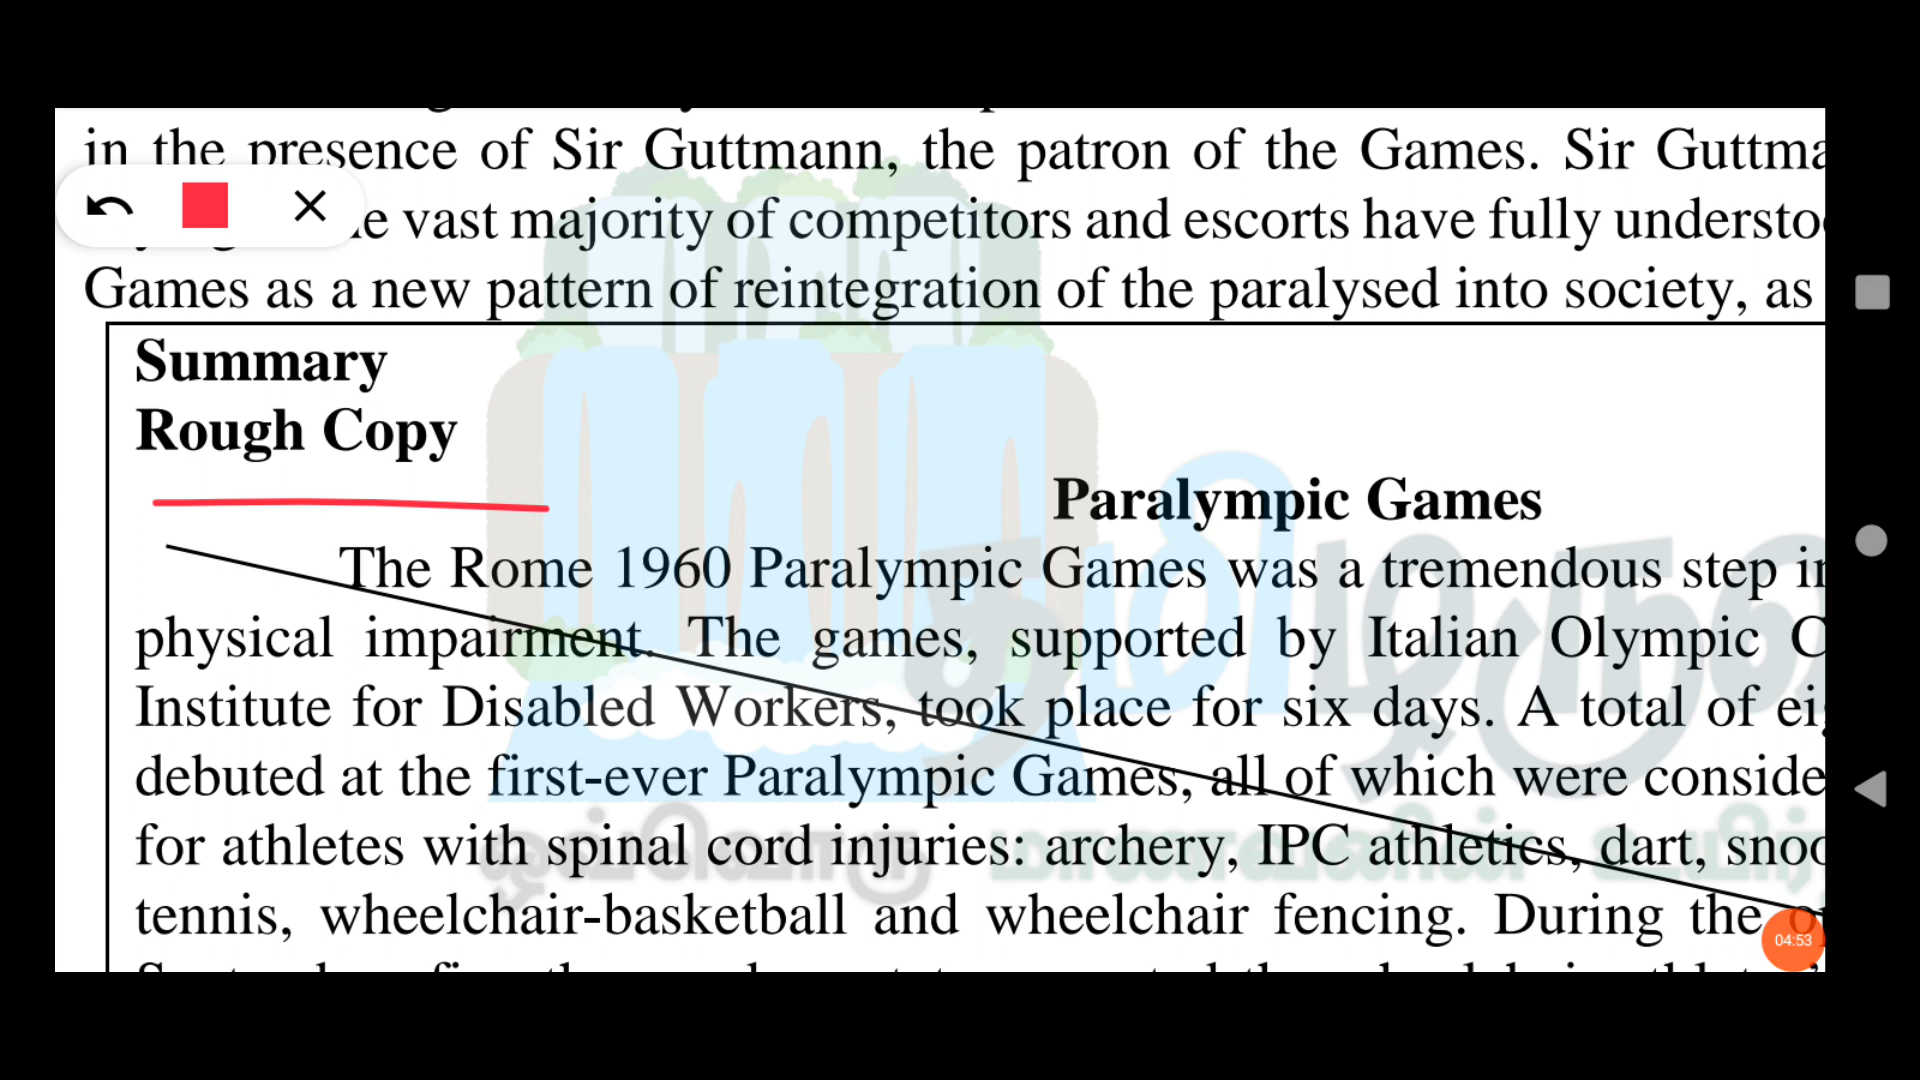 in the presence of Sir Guttmann, the patron of the Games. Sir
vast majority of competitors and escorts have fully
Games as a new pattern of reintegration of the paralysed into society, as
Summary
Rough Copy
Paralympic Games
The Rome 1960 Paralympic Games was a tremendous step
physical impairment. The games, supported by Italian Olympic
Institute for Disabled Workers, took place for six days. A total of
debuted at the first-ever Paralympic Games, all of which were
for athletes with spinal cord injuries: archery, IPC athletics, dart,
tennis, wheelchair-basketball and wheelchair fencing. During the
04:53